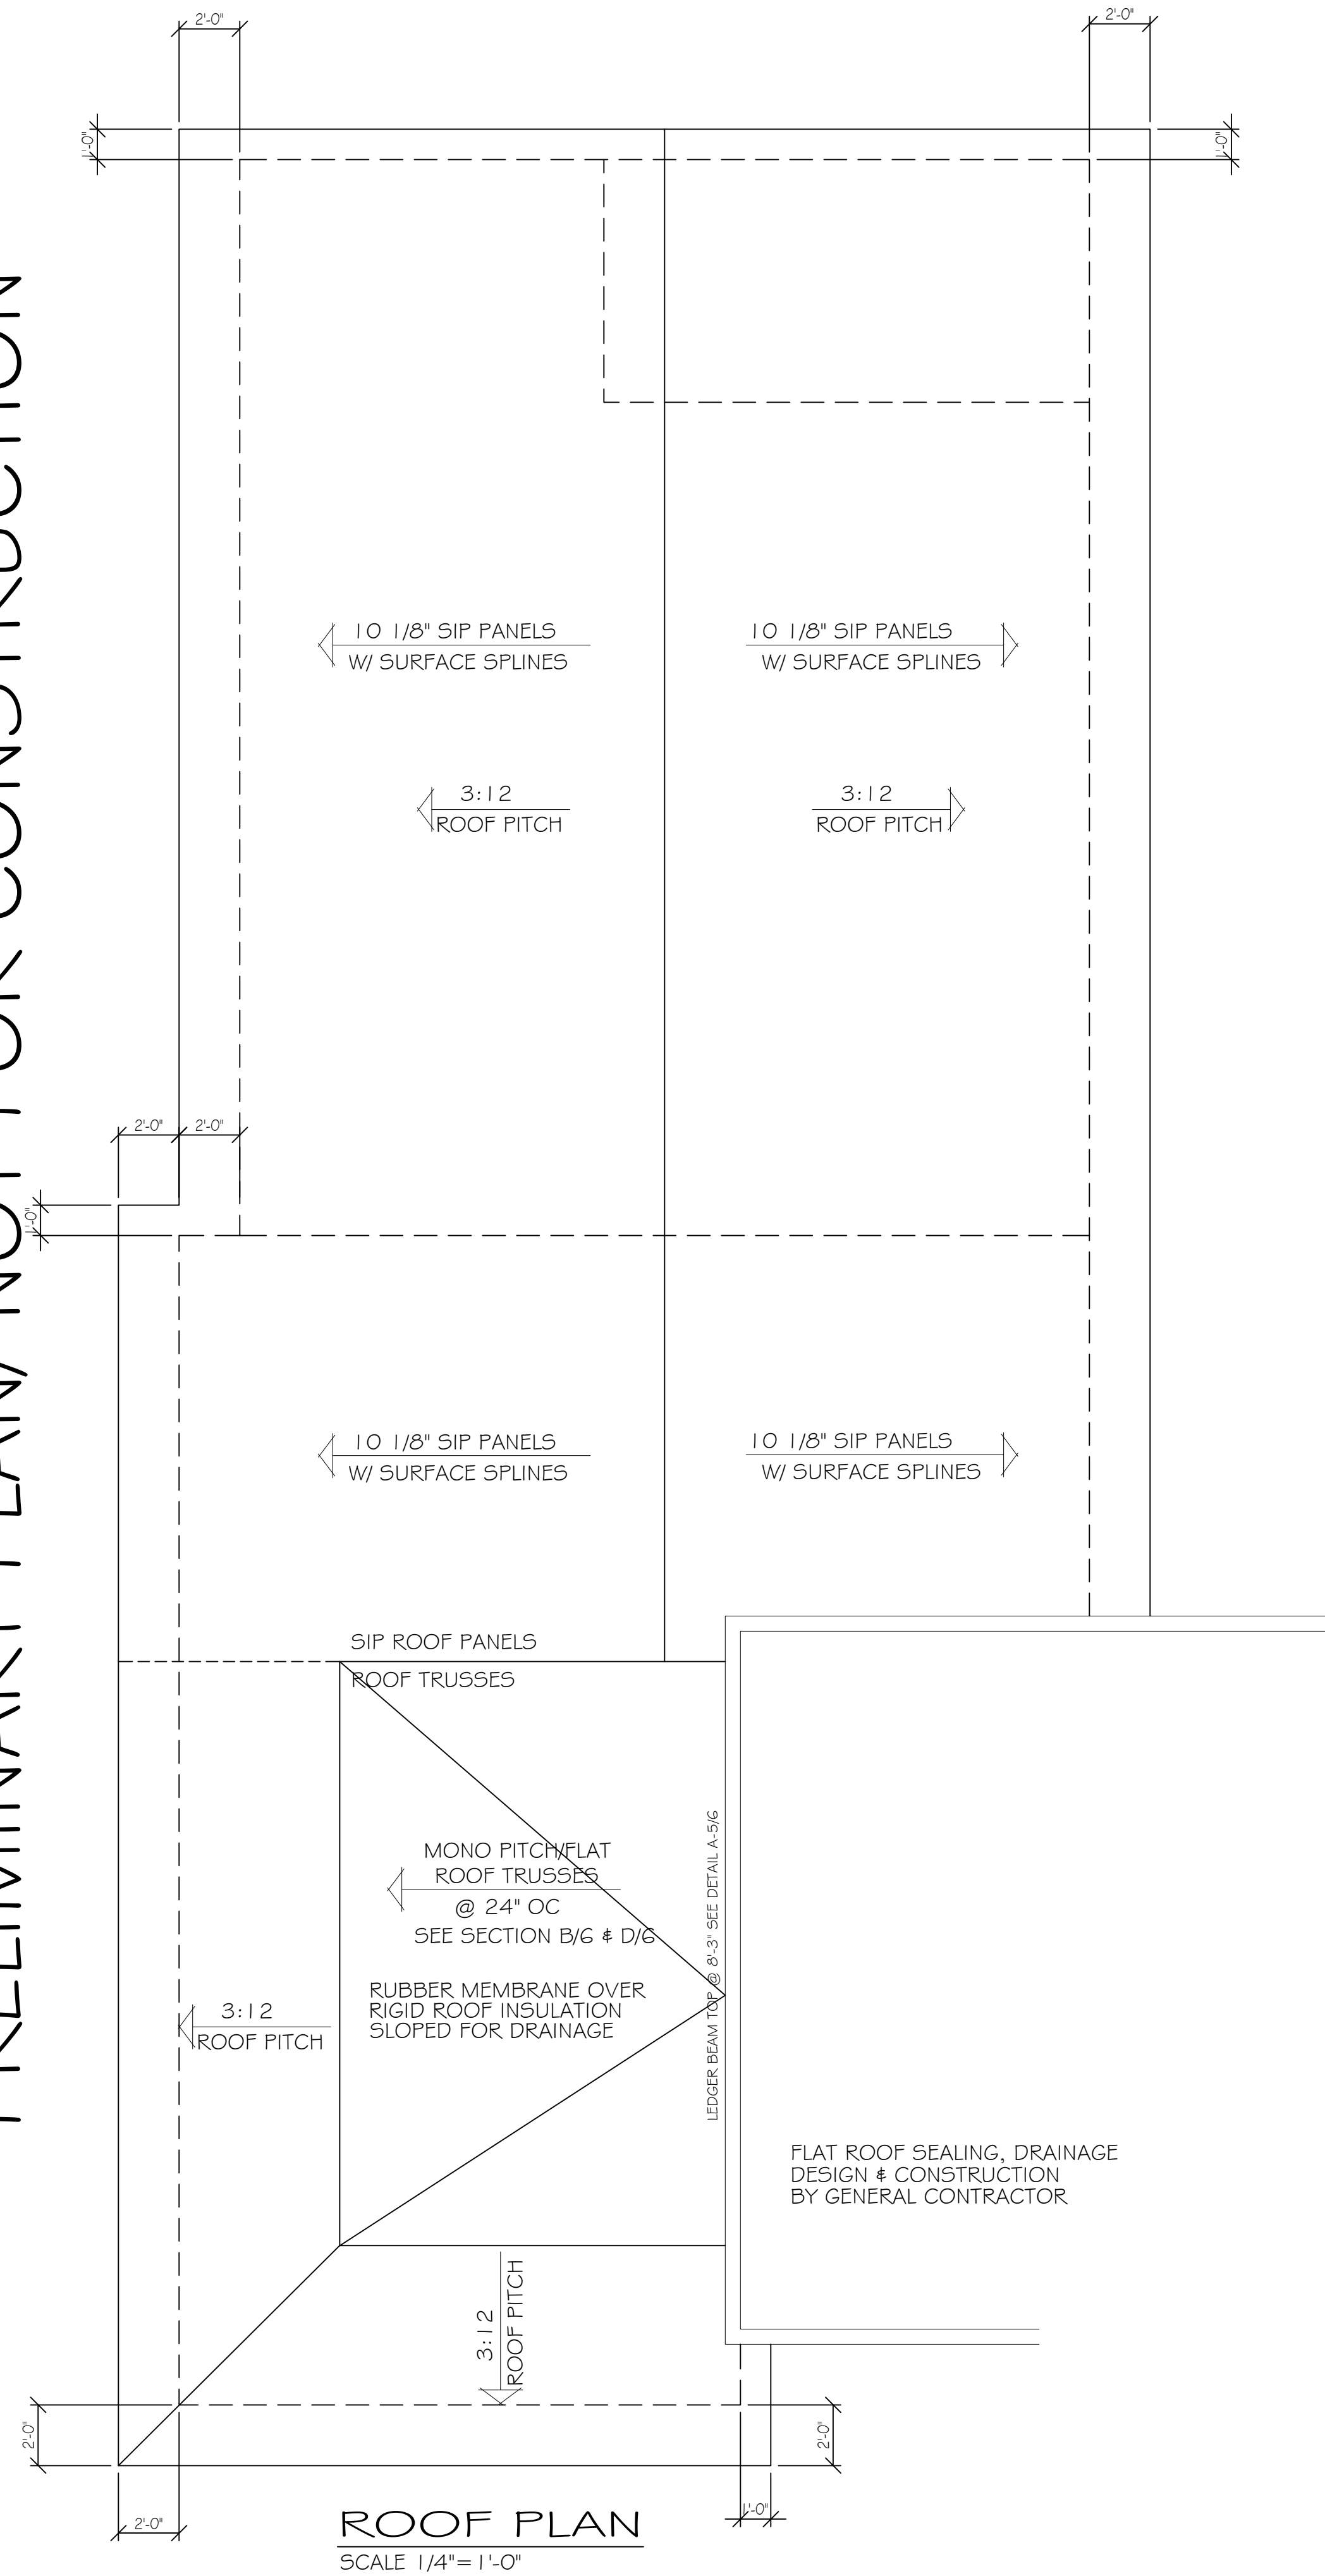 2'-0"
2'-0"
1'-0"
1'-0"
10 1/8" SIP PANELS
W/ SURFACE SPLINES
10 1/8" SIP PANELS
W/ SURFACE SPLINES
3:12
ROOF PITCH
3:12
ROOF PITCH
2'-0"
2'-0"
1'-0"
10 1/8" SIP PANELS
W/ SURFACE SPLINES
10 1/8" SIP PANELS
W/ SURFACE SPLINES
SIP ROOF PANELS
ROOF TRUSSES
MONO PITCH/FLAT
ROOF TRUSSES
@ 24" OC
SEE SECTION B/6 & D/6
RUBBER MEMBRANE OVER
RIGID ROOF INSULATION
SLOPED FOR DRAINAGE
LEDGER BEAM TOP @ 8'-3" SEE DETAIL A-5/6
3:12
ROOF PITCH
FLAT ROOF SEALING, DRAINAGE
DESIGN & CONSTRUCTION
BY GENERAL CONTRACTOR
3:12
ROOF PITCH
2'-0"
2'-0"
2'-0"
1'-0"
ROOF PLAN
SCALE 1/4"=1'-0"
PRELIMINARY PLAN/ NOT FOR CONSTRUCTION